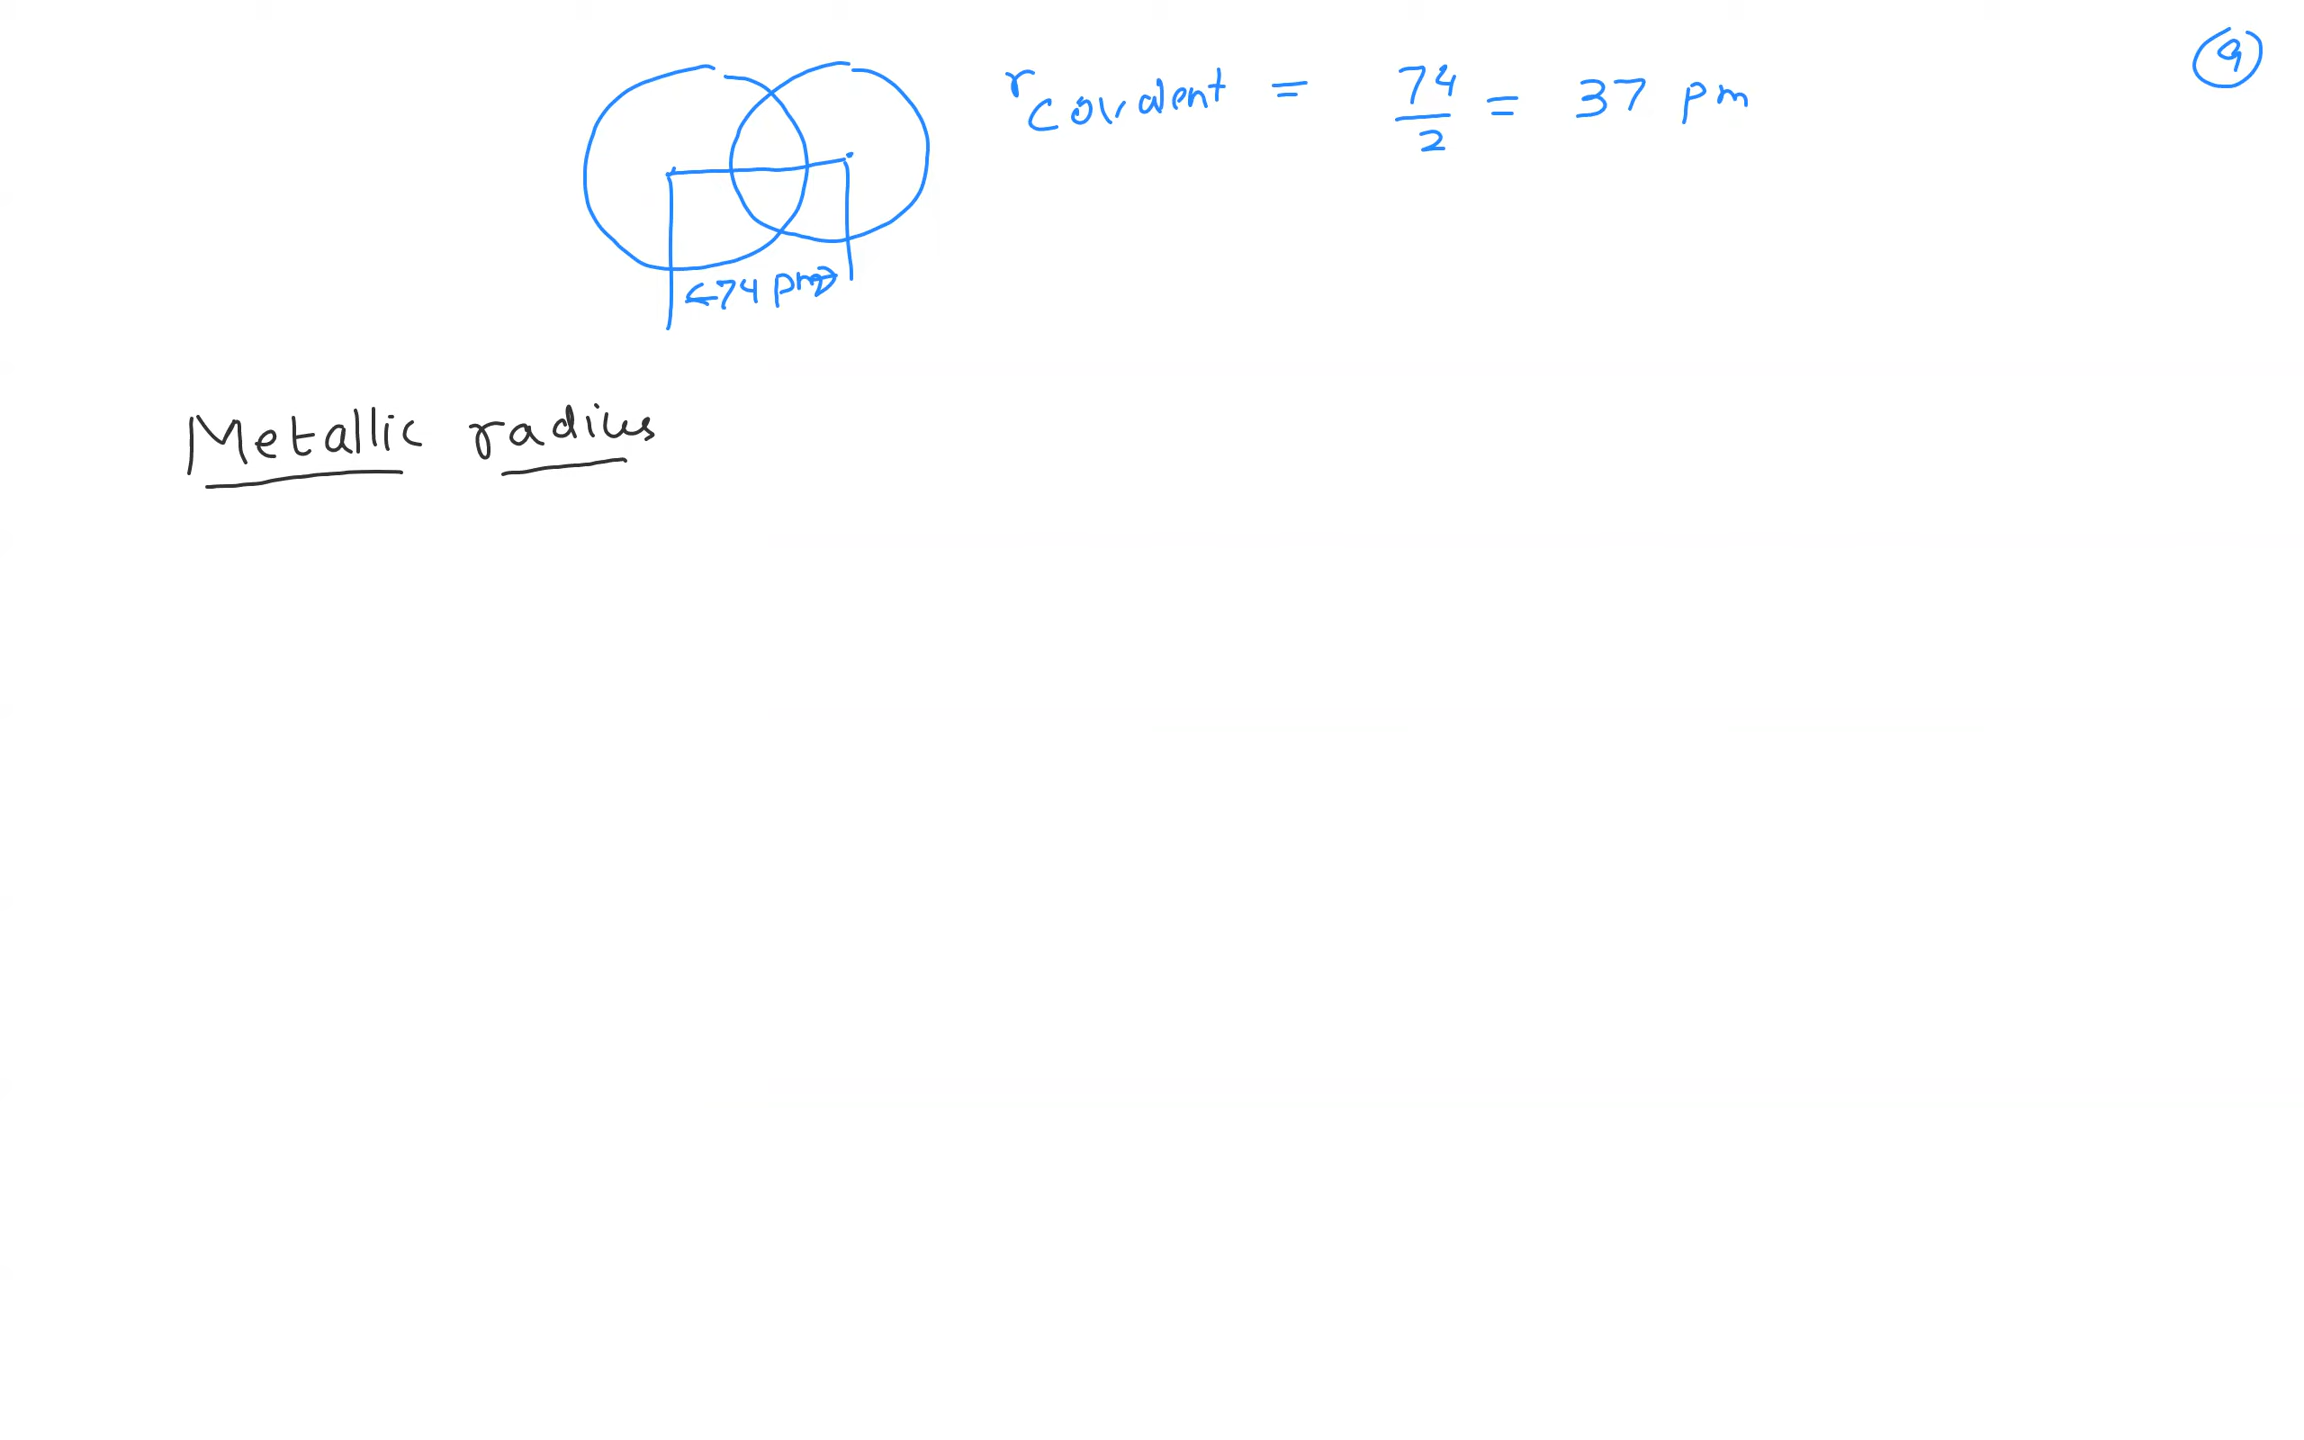 r covalent = 74/2 = 37 pm
9
<74 pm>
Metallic radius